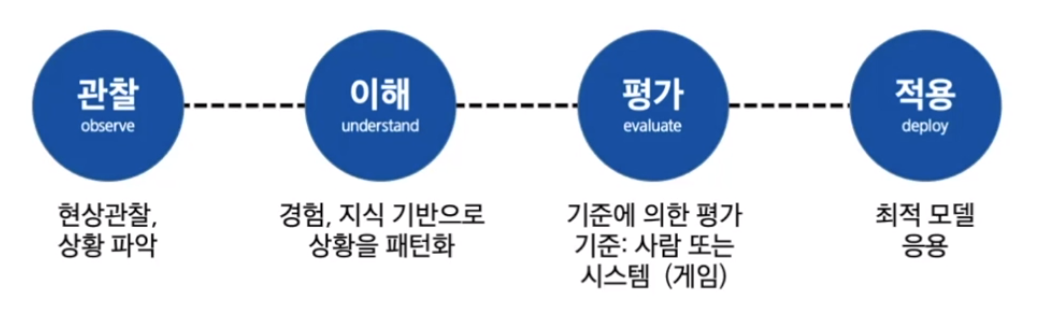 관찰
observe
이해
understand
평가
evaluate
적용
deploy
현상관찰,
상황 파악
경험, 지식 기반으로
상황을 패턴화
기준에 의한 평가
기준: 사람 또는
시스템 (게임)
최적 모델
응용